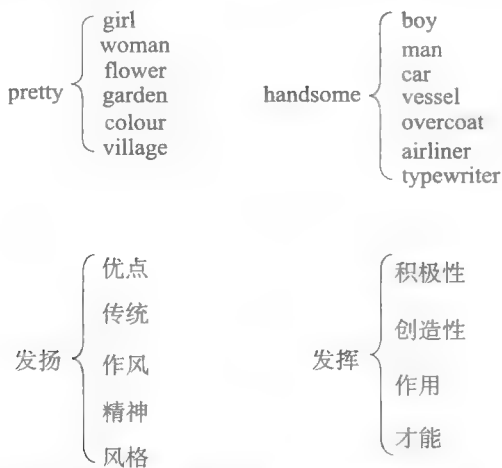 pretty
girl
woman
flower
garden
colour
village
handsome
boy
man
car
vessel
overcoat
airliner
typewriter
发扬
优点
传统
作风
精神
风格
发挥
积极性
创造性
作用
才能